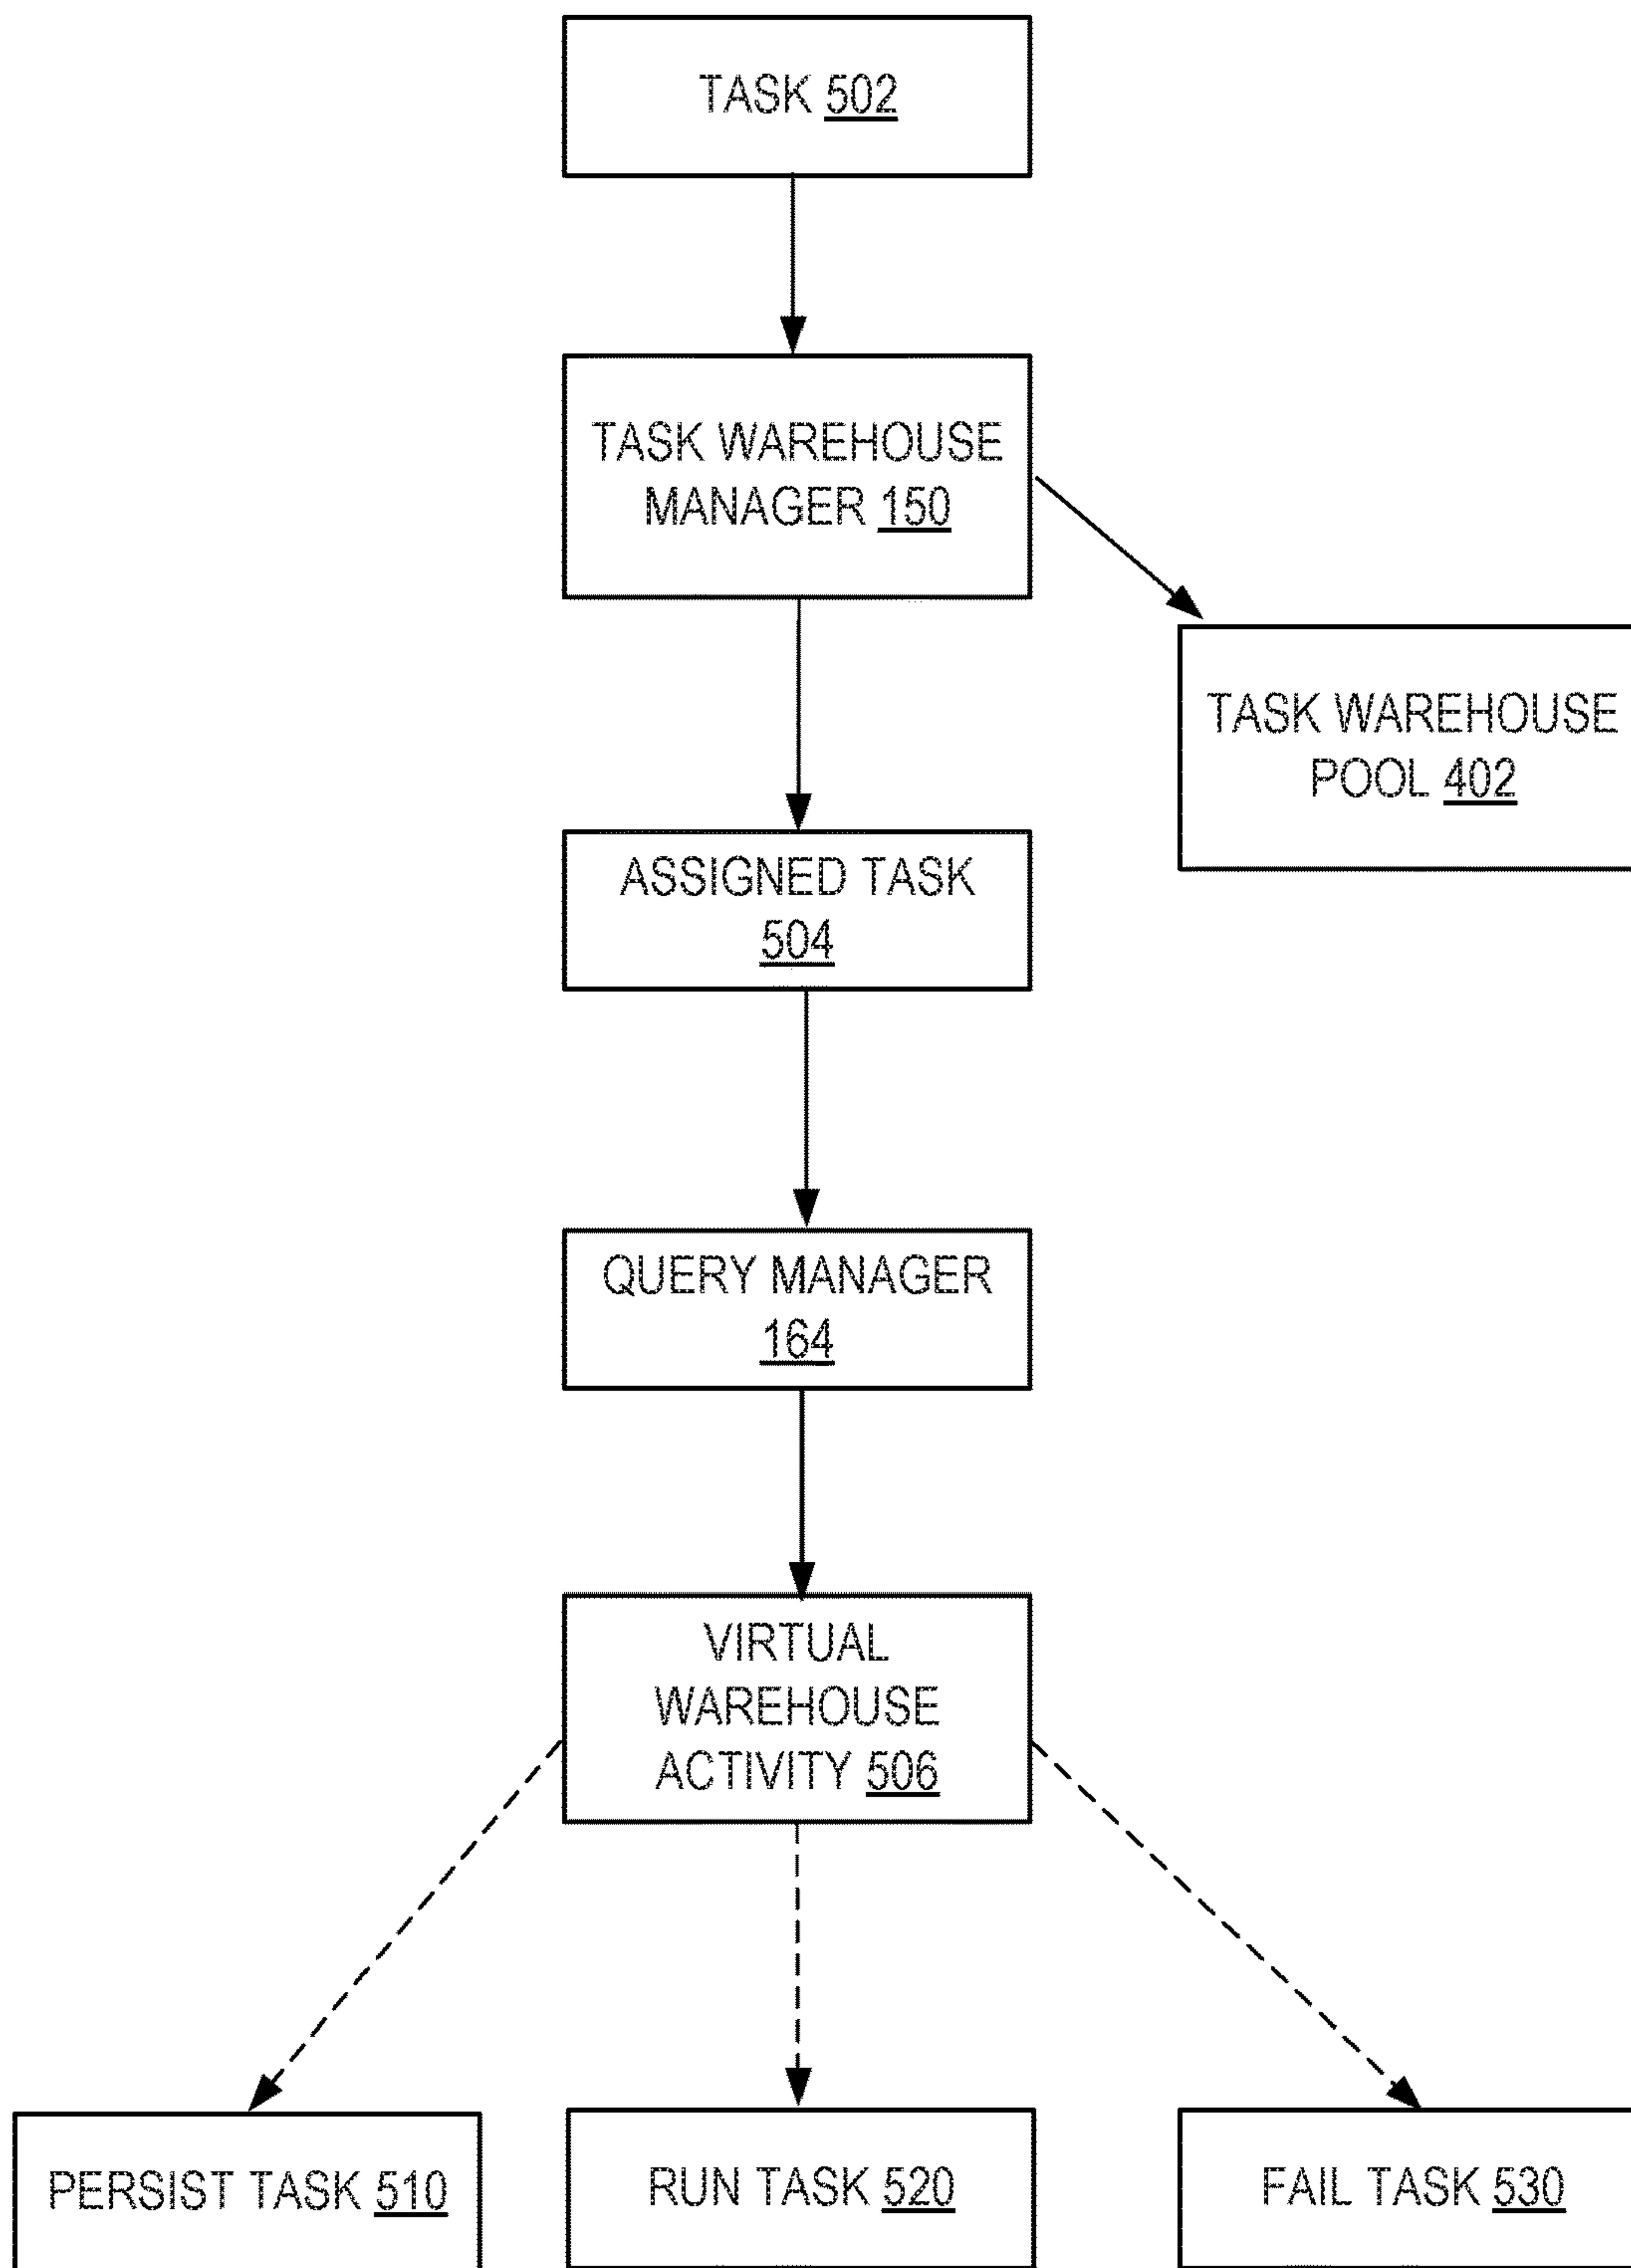 TASK 502
TASK WAREHOUSE
MANAGER 150
TASK WAREHOUSE
POOL 402
ASSIGNED TASK
504
QUERY MANAGER
164
VIRTUAL
WAREHOUSE
ACTIVITY 506
PERSIST TASK 510
RUN TASK 520
FAIL TASK 530